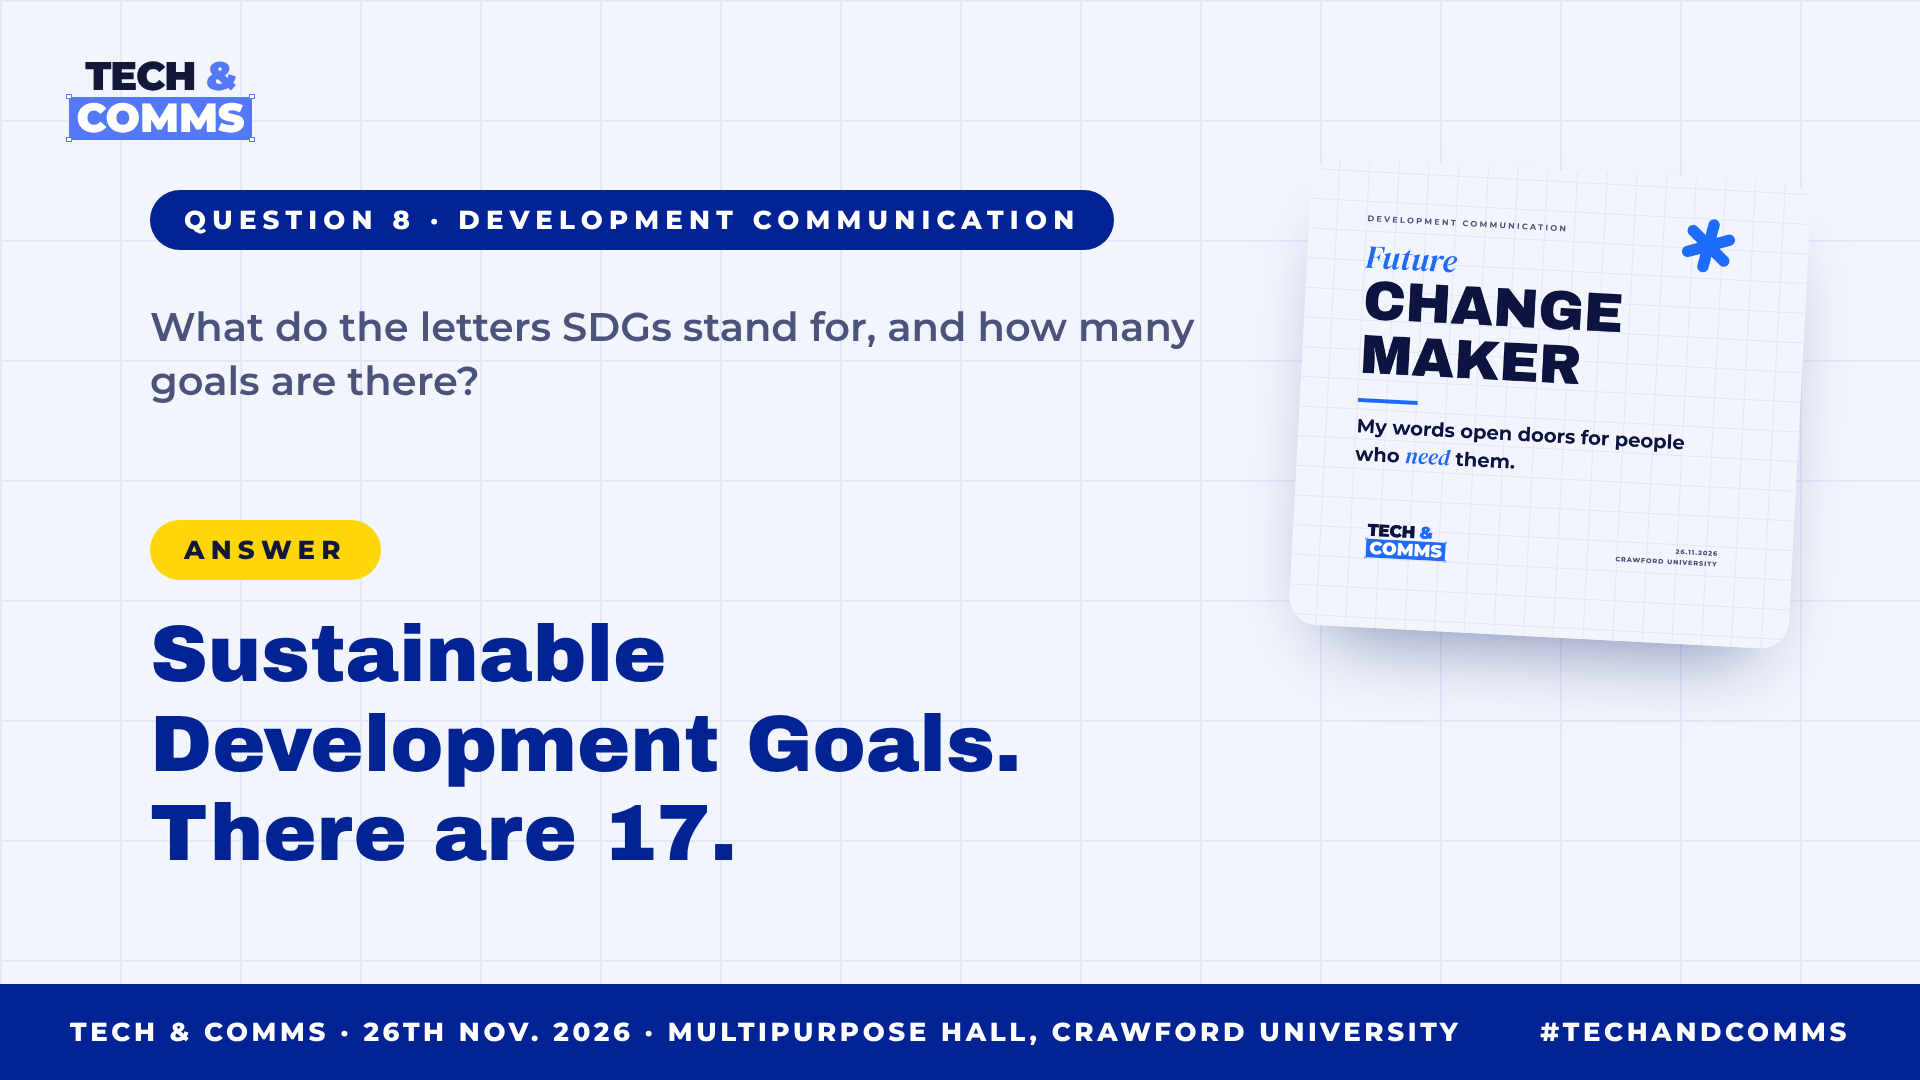 TECH &
COMMS
QUESTION 8 · DEVELOPMENT COMMUNICATION
What do the letters SDGs stand for, and how many
goals are there?
ANSWER
Sustainable
Development Goals.
There are 17.
DEVELOPMENT COMMUNICATION
Future
CHANGE
MAKER
My words open doors for people
who need them.
TECH &
COMMS
26.11.2026
CRAWFORD UNIVERSITY
TECH & COMMS · 26TH NOV. 2026 · MULTIPURPOSE HALL, CRAWFORD UNIVERSITY
#TECHANDCOMMS